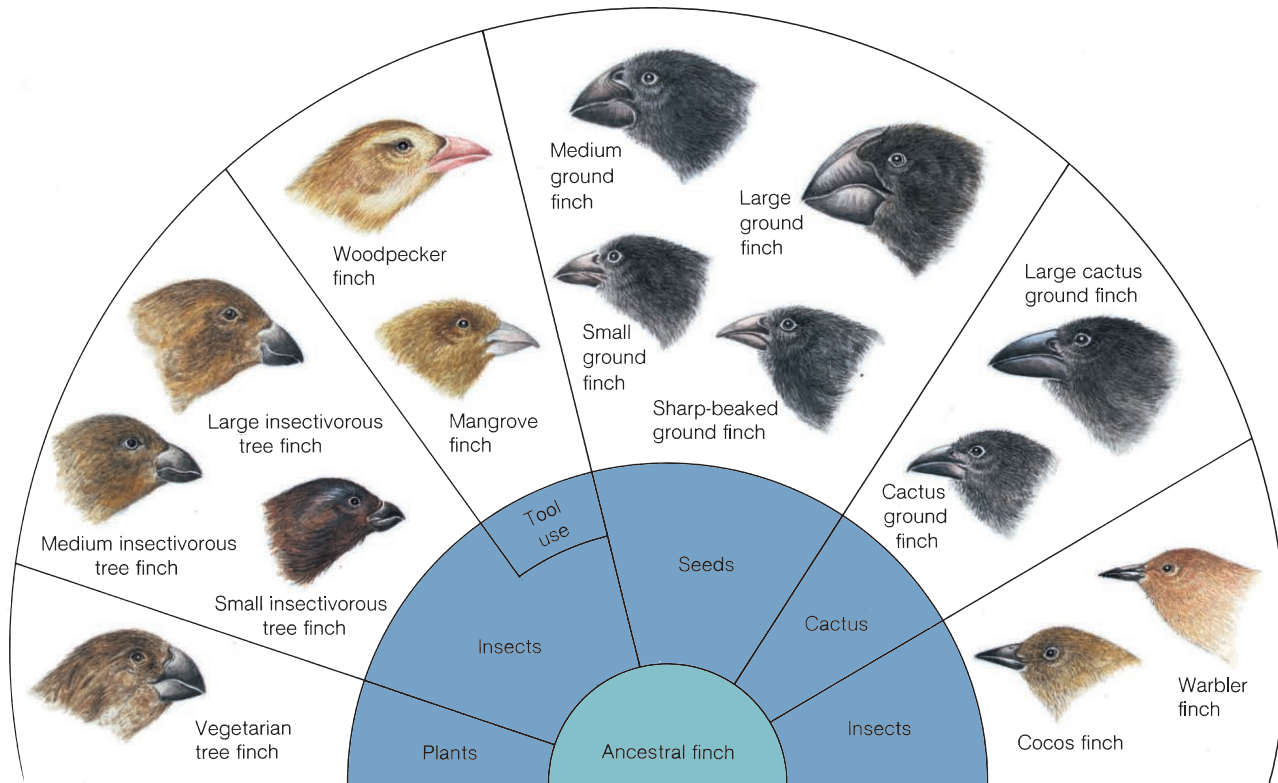 Medium
ground
finch
Large
ground
finch
Woodpecker
finch
Large cactus
ground finch
Small
ground
finch
Sharp-beaked
ground finch
Large insectivorous
tree finch
Mangrove
finch
Cactus
ground
finch
Medium insectivorous
tree finch
Small insectivorous
tree finch
Vegetarian
tree finch
Warbler
finch
Cocos finch
Tool
use
Seeds
Cactus
Insects
Plants
Ancestral finch
Insects